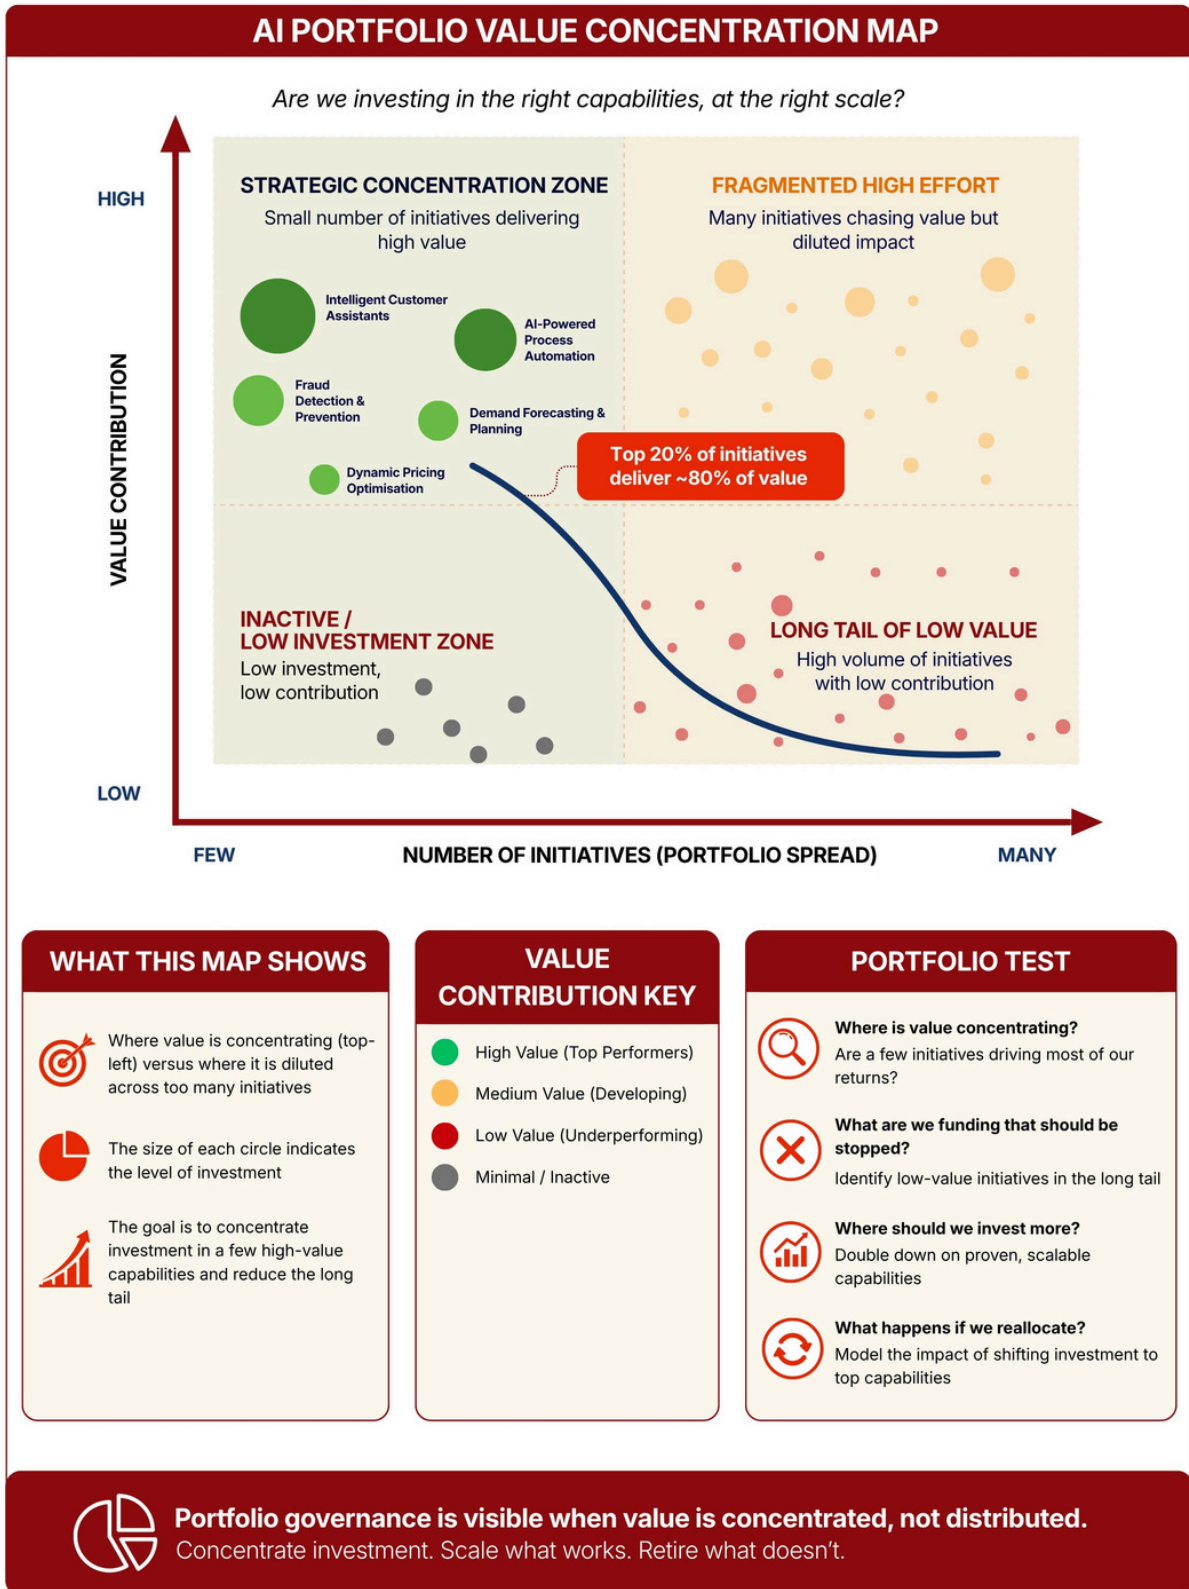 AI PORTFOLIO VALUE CONCENTRATION MAP
Are we investing in the right capabilities, at the right scale?
HIGH
VALUE CONTRIBUTION
LOW
STRATEGIC CONCENTRATION ZONE
Small number of initiatives delivering
high value
Intelligent Customer
Assistants
AI-Powered
Process
Automation
Fraud
Detection &
Prevention
Demand Forecasting &
Planning
Dynamic Pricing
Optimisation
FRAGMENTED HIGH EFFORT
Many initiatives chasing value but
diluted impact
Top 20% of initiatives
deliver ~80% of value
INACTIVE /
LOW INVESTMENT ZONE
Low investment,
low contribution
LONG TAIL OF LOW VALUE
High volume of initiatives
with low contribution
FEW
NUMBER OF INITIATIVES (PORTFOLIO SPREAD)
MANY
WHAT THIS MAP SHOWS
Where value is concentrating (top-
left) versus where it is diluted
across too many initiatives
The size of each circle indicates
the level of investment
The goal is to concentrate
investment in a few high-value
capabilities and reduce the long
tail
VALUE
CONTRIBUTION KEY
High Value (Top Performers)
Medium Value (Developing)
Low Value (Underperforming)
Minimal / Inactive
PORTFOLIO TEST
Where is value concentrating?
Are a few initiatives driving most of our
returns?
What are we funding that should be
stopped?
Identify low-value initiatives in the long tail
Where should we invest more?
Double down on proven, scalable
capabilities
What happens if we reallocate?
Model the impact of shifting investment to
top capabilities
Portfolio governance is visible when value is concentrated, not distributed.
Concentrate investment. Scale what works. Retire what doesn't.